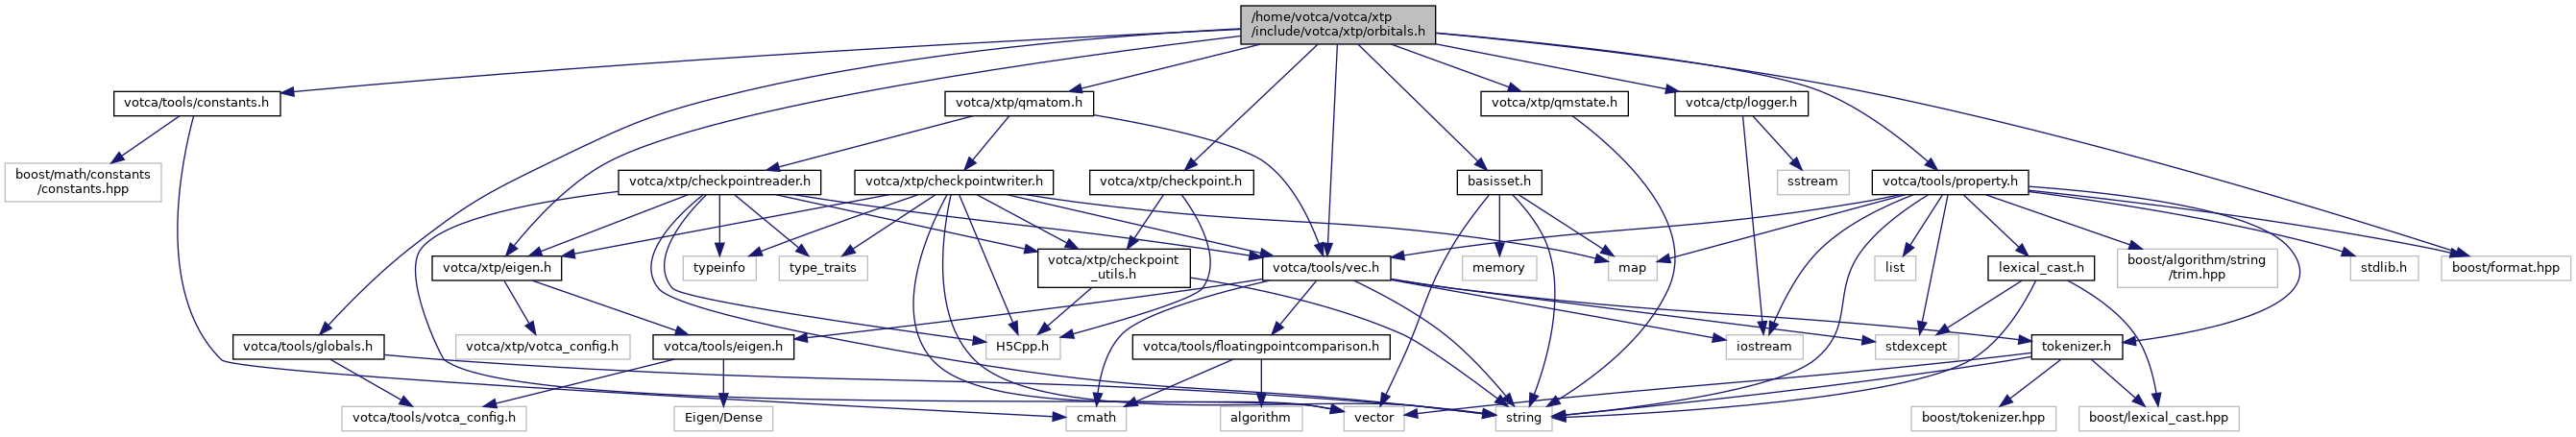 /home/votca/votca/xtp
/include/votca/xtp/orbitals.h
votca/tools/constants.h
votca/xtp/qmatom.h
votca/xtp/qmstate.h
votca/ctp/logger.h
boost/math/constants
/constants.hpp
votca/xtp/checkpointreader.h
votca/xtp/checkpointwriter.h
votca/xtp/checkpoint.h
basisset.h
sstream
votca/tools/property.h
votca/xtp/eigen.h
typeinfo
type_traits
votca/xtp/checkpoint
_utils.h
votca/tools/vec.h
memory
map
list
lexical_cast.h
boost/algorithm/string
/trim.hpp
stdlib.h
boost/format.hpp
votca/tools/globals.h
votca/xtp/votca_config.h
votca/tools/eigen.h
H5Cpp.h
votca/tools/floatingpointcomparison.h
iostream
stdexcept
tokenizer.h
votca/tools/votca_config.h
Eigen/Dense
cmath
algorithm
vector
string
boost/tokenizer.hpp
boost/lexical_cast.hpp